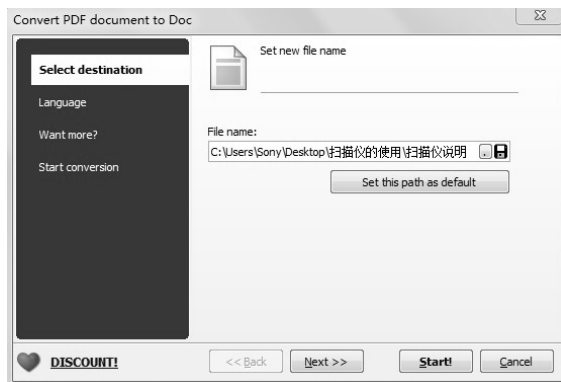 Convert PDF document to Doc
Select destination
Language
Want more?
Start conversion
Set new file name
File name:
C:\Users\Sony\Desktop\扫描仪的使用\扫描仪说明
Set this path as default
DISCOUNT!
<< Back
Next >>
Start!
Cancel